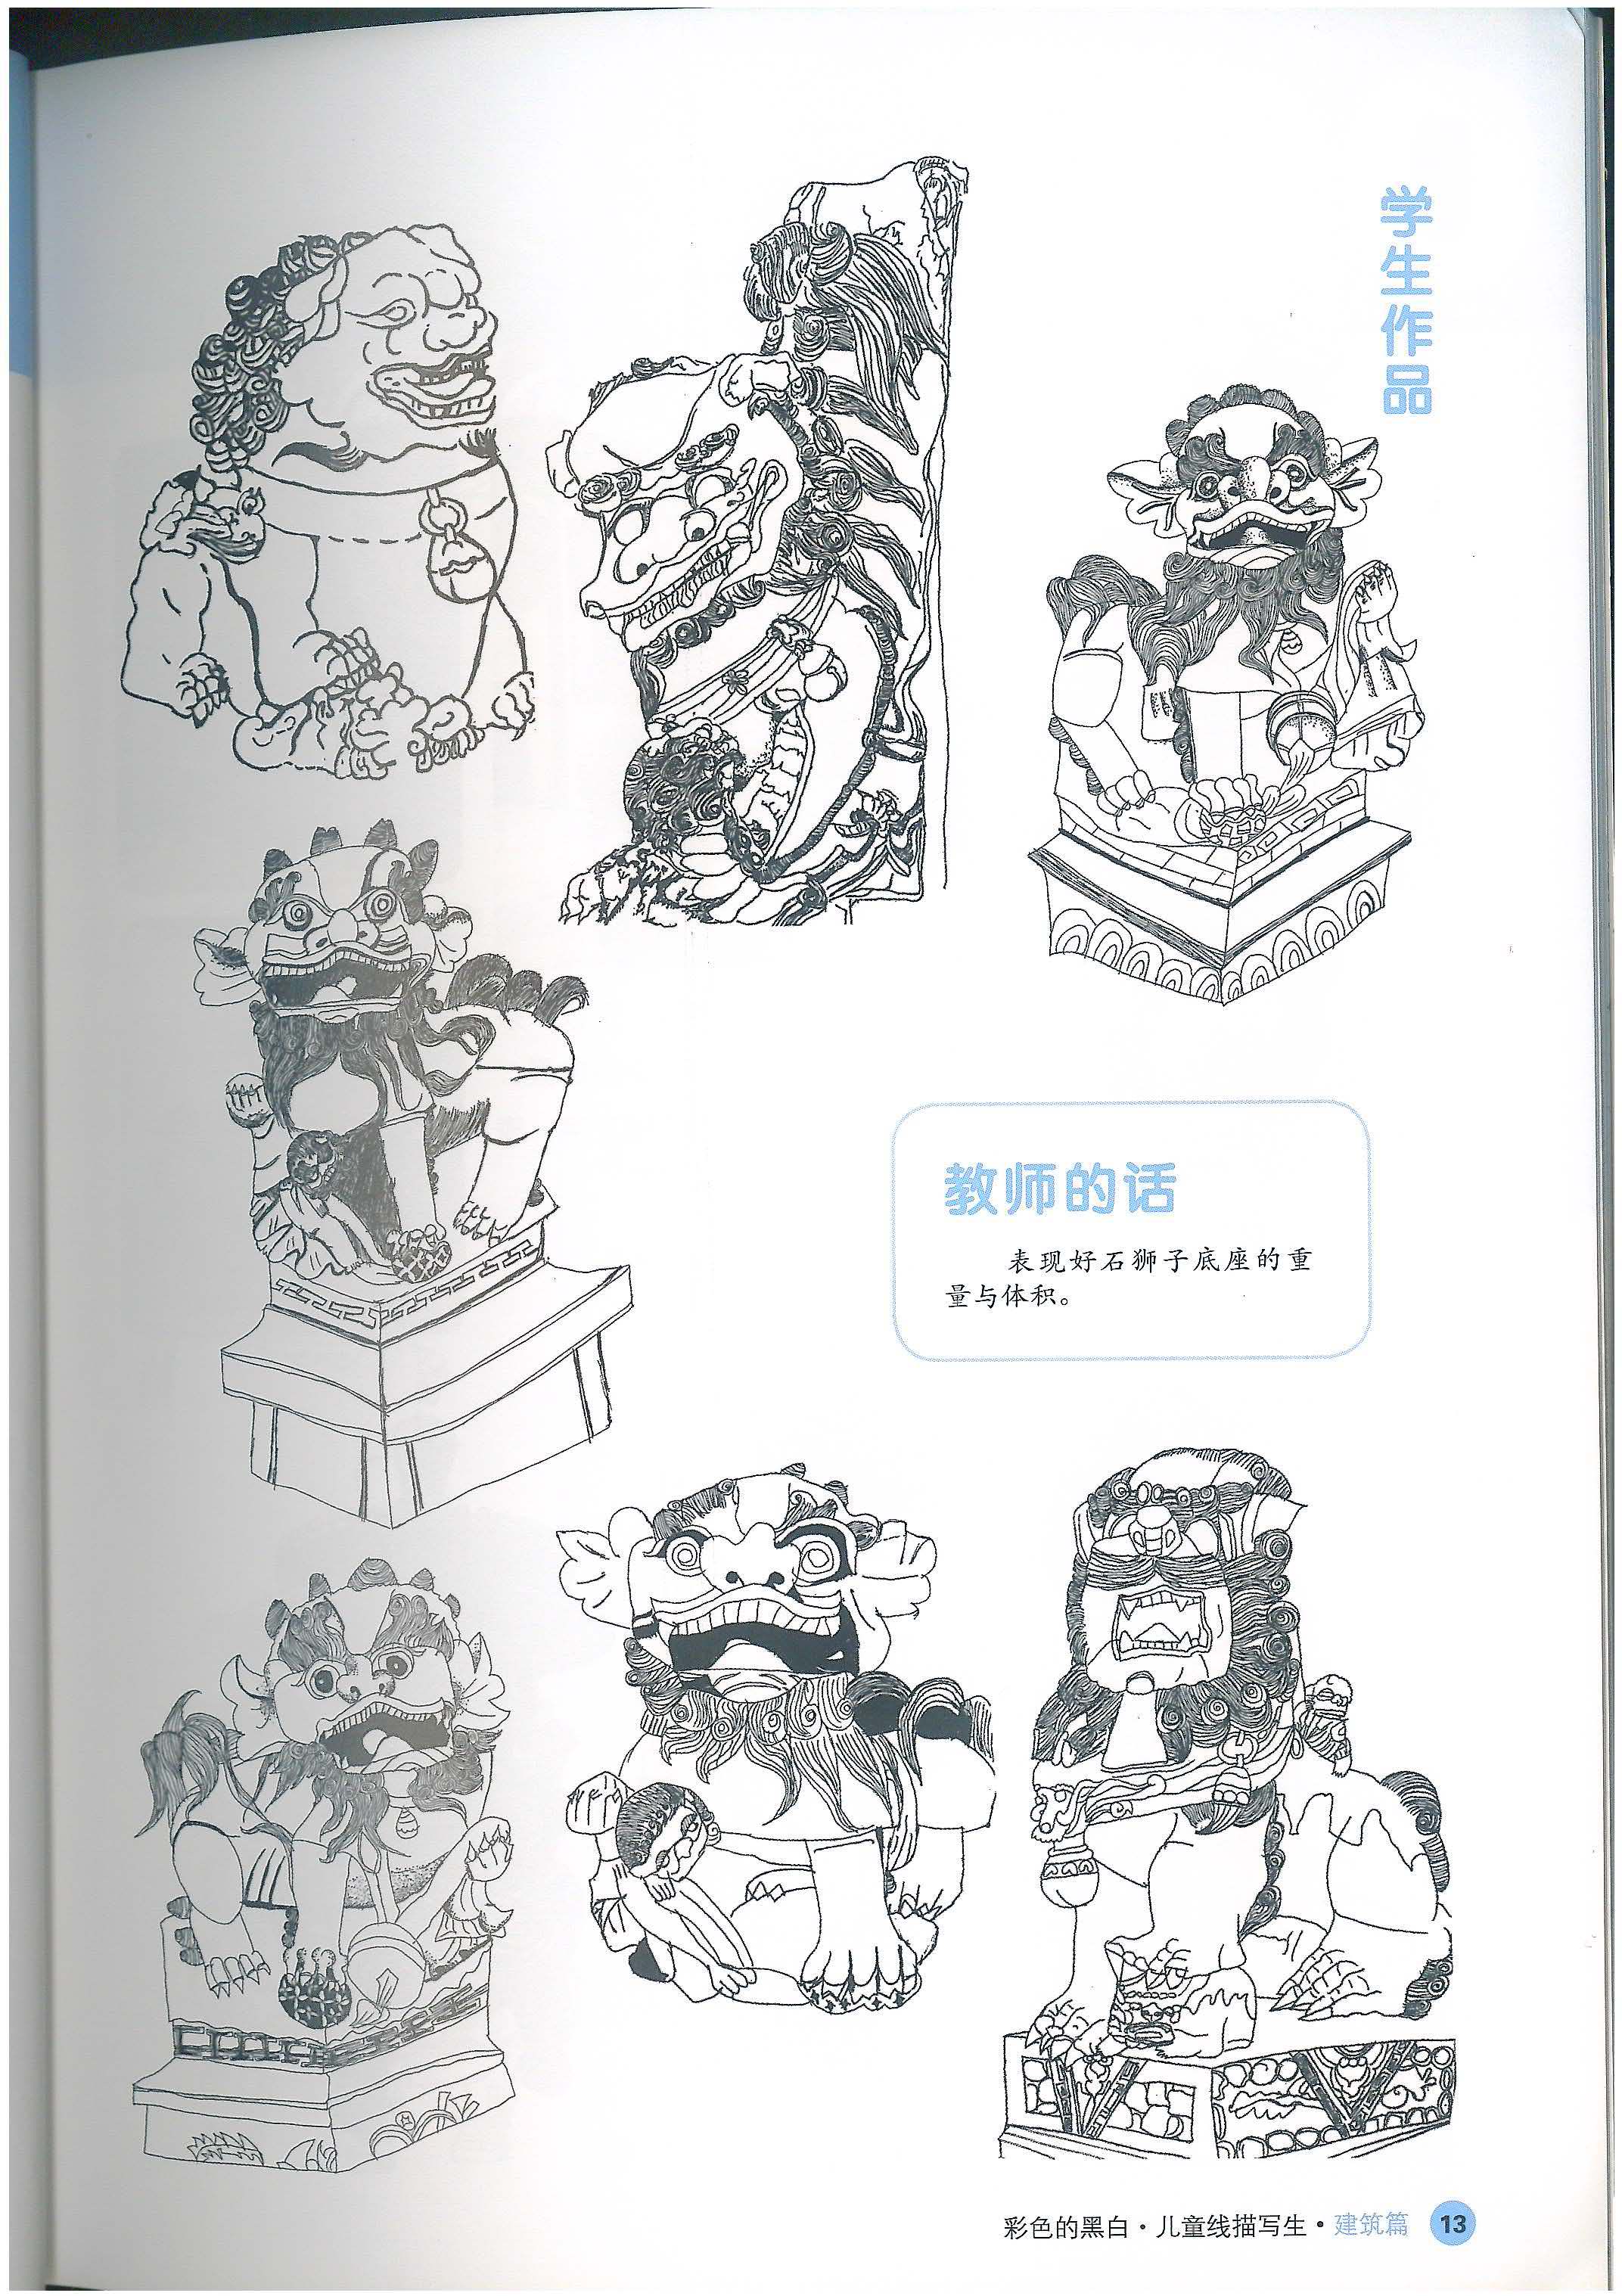 学生作品
教师的话
表现好石狮子底座的重
量与体积。
彩色的黑白·儿童线描写生·建筑篇 13